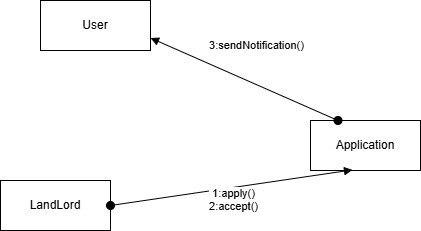 User
3:sendNotification()
Application
1:apply()
2:accept()
LandLord